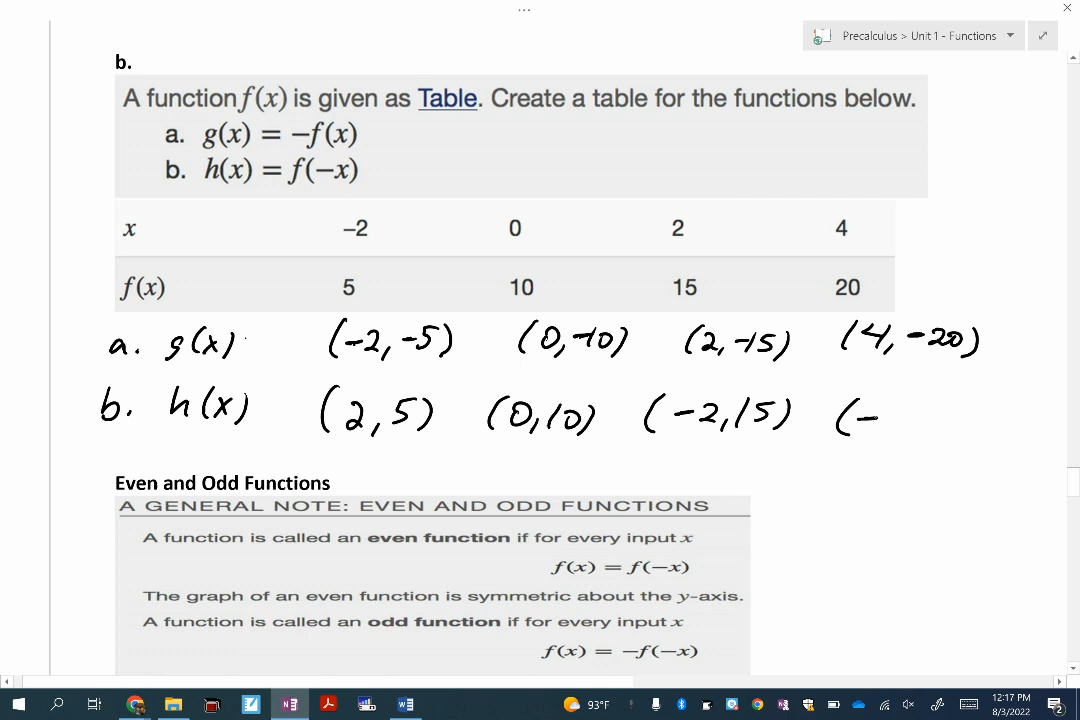 ...
Precalculus > Unit 1 - Functions
b.
A function f(x) is given as Table. Create a table for the functions below.
a. g(x) = −f(x)
b. h(x) = f(−x)
x −2 0 2 4
f(x) 5 10 15 20
a. g(x) (-2,-5) (0,-10) (2,-15) (4,-20)
b. h(x) (2,5) (0,10) (-2,15) (-
Even and Odd Functions
A GENERAL NOTE: EVEN AND ODD FUNCTIONS
A function is called an even function if for every input x
f(x) = f(−x)
The graph of an even function is symmetric about the y-axis.
A function is called an odd function if for every input x
f(x) = −f(−x)
93°F
12:17 PM
8/3/2022
2